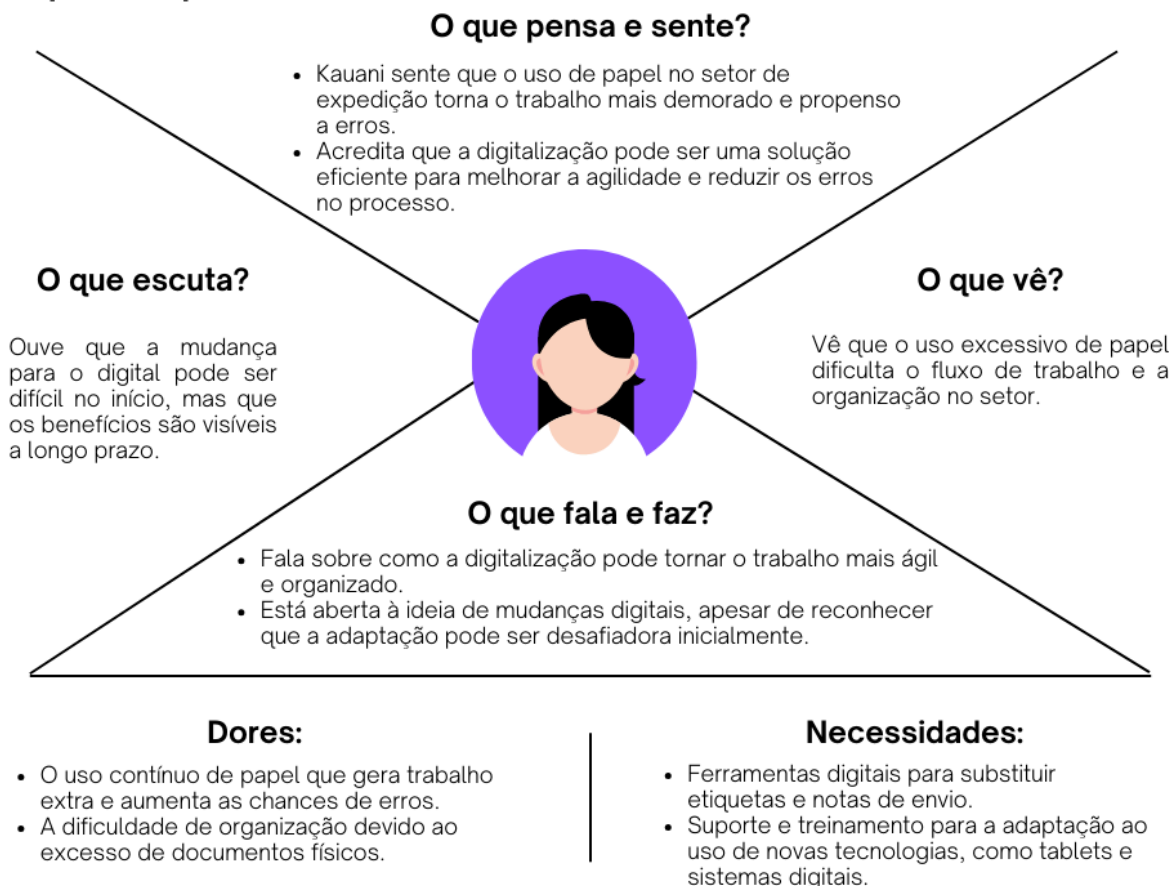 O que pensa e sente?
• Kauani sente que o uso de papel no setor de
expedição torna o trabalho mais demorado e propenso
a erros.
• Acredita que a digitalização pode ser uma solução
eficiente para melhorar a agilidade e reduzir os erros
no processo.
O que escuta?
Ouve que a mudança
para o digital pode ser
difícil no início, mas que
os benefícios são visíveis
a longo prazo.
O que vê?
Vê que o uso excessivo de papel
dificulta o fluxo de trabalho e a
organização no setor.
O que fala e faz?
• Fala sobre como a digitalização pode tornar o trabalho mais ágil
e organizado.
• Está aberta à ideia de mudanças digitais, apesar de reconhecer
que a adaptação pode ser desafiadora inicialmente.
Dores:
• O uso contínuo de papel que gera trabalho
extra e aumenta as chances de erros.
• A dificuldade de organização devido ao
excesso de documentos físicos.
Necessidades:
• Ferramentas digitais para substituir
etiquetas e notas de envio.
• Suporte e treinamento para a adaptação ao
uso de novas tecnologias, como tablets e
sistemas digitais.